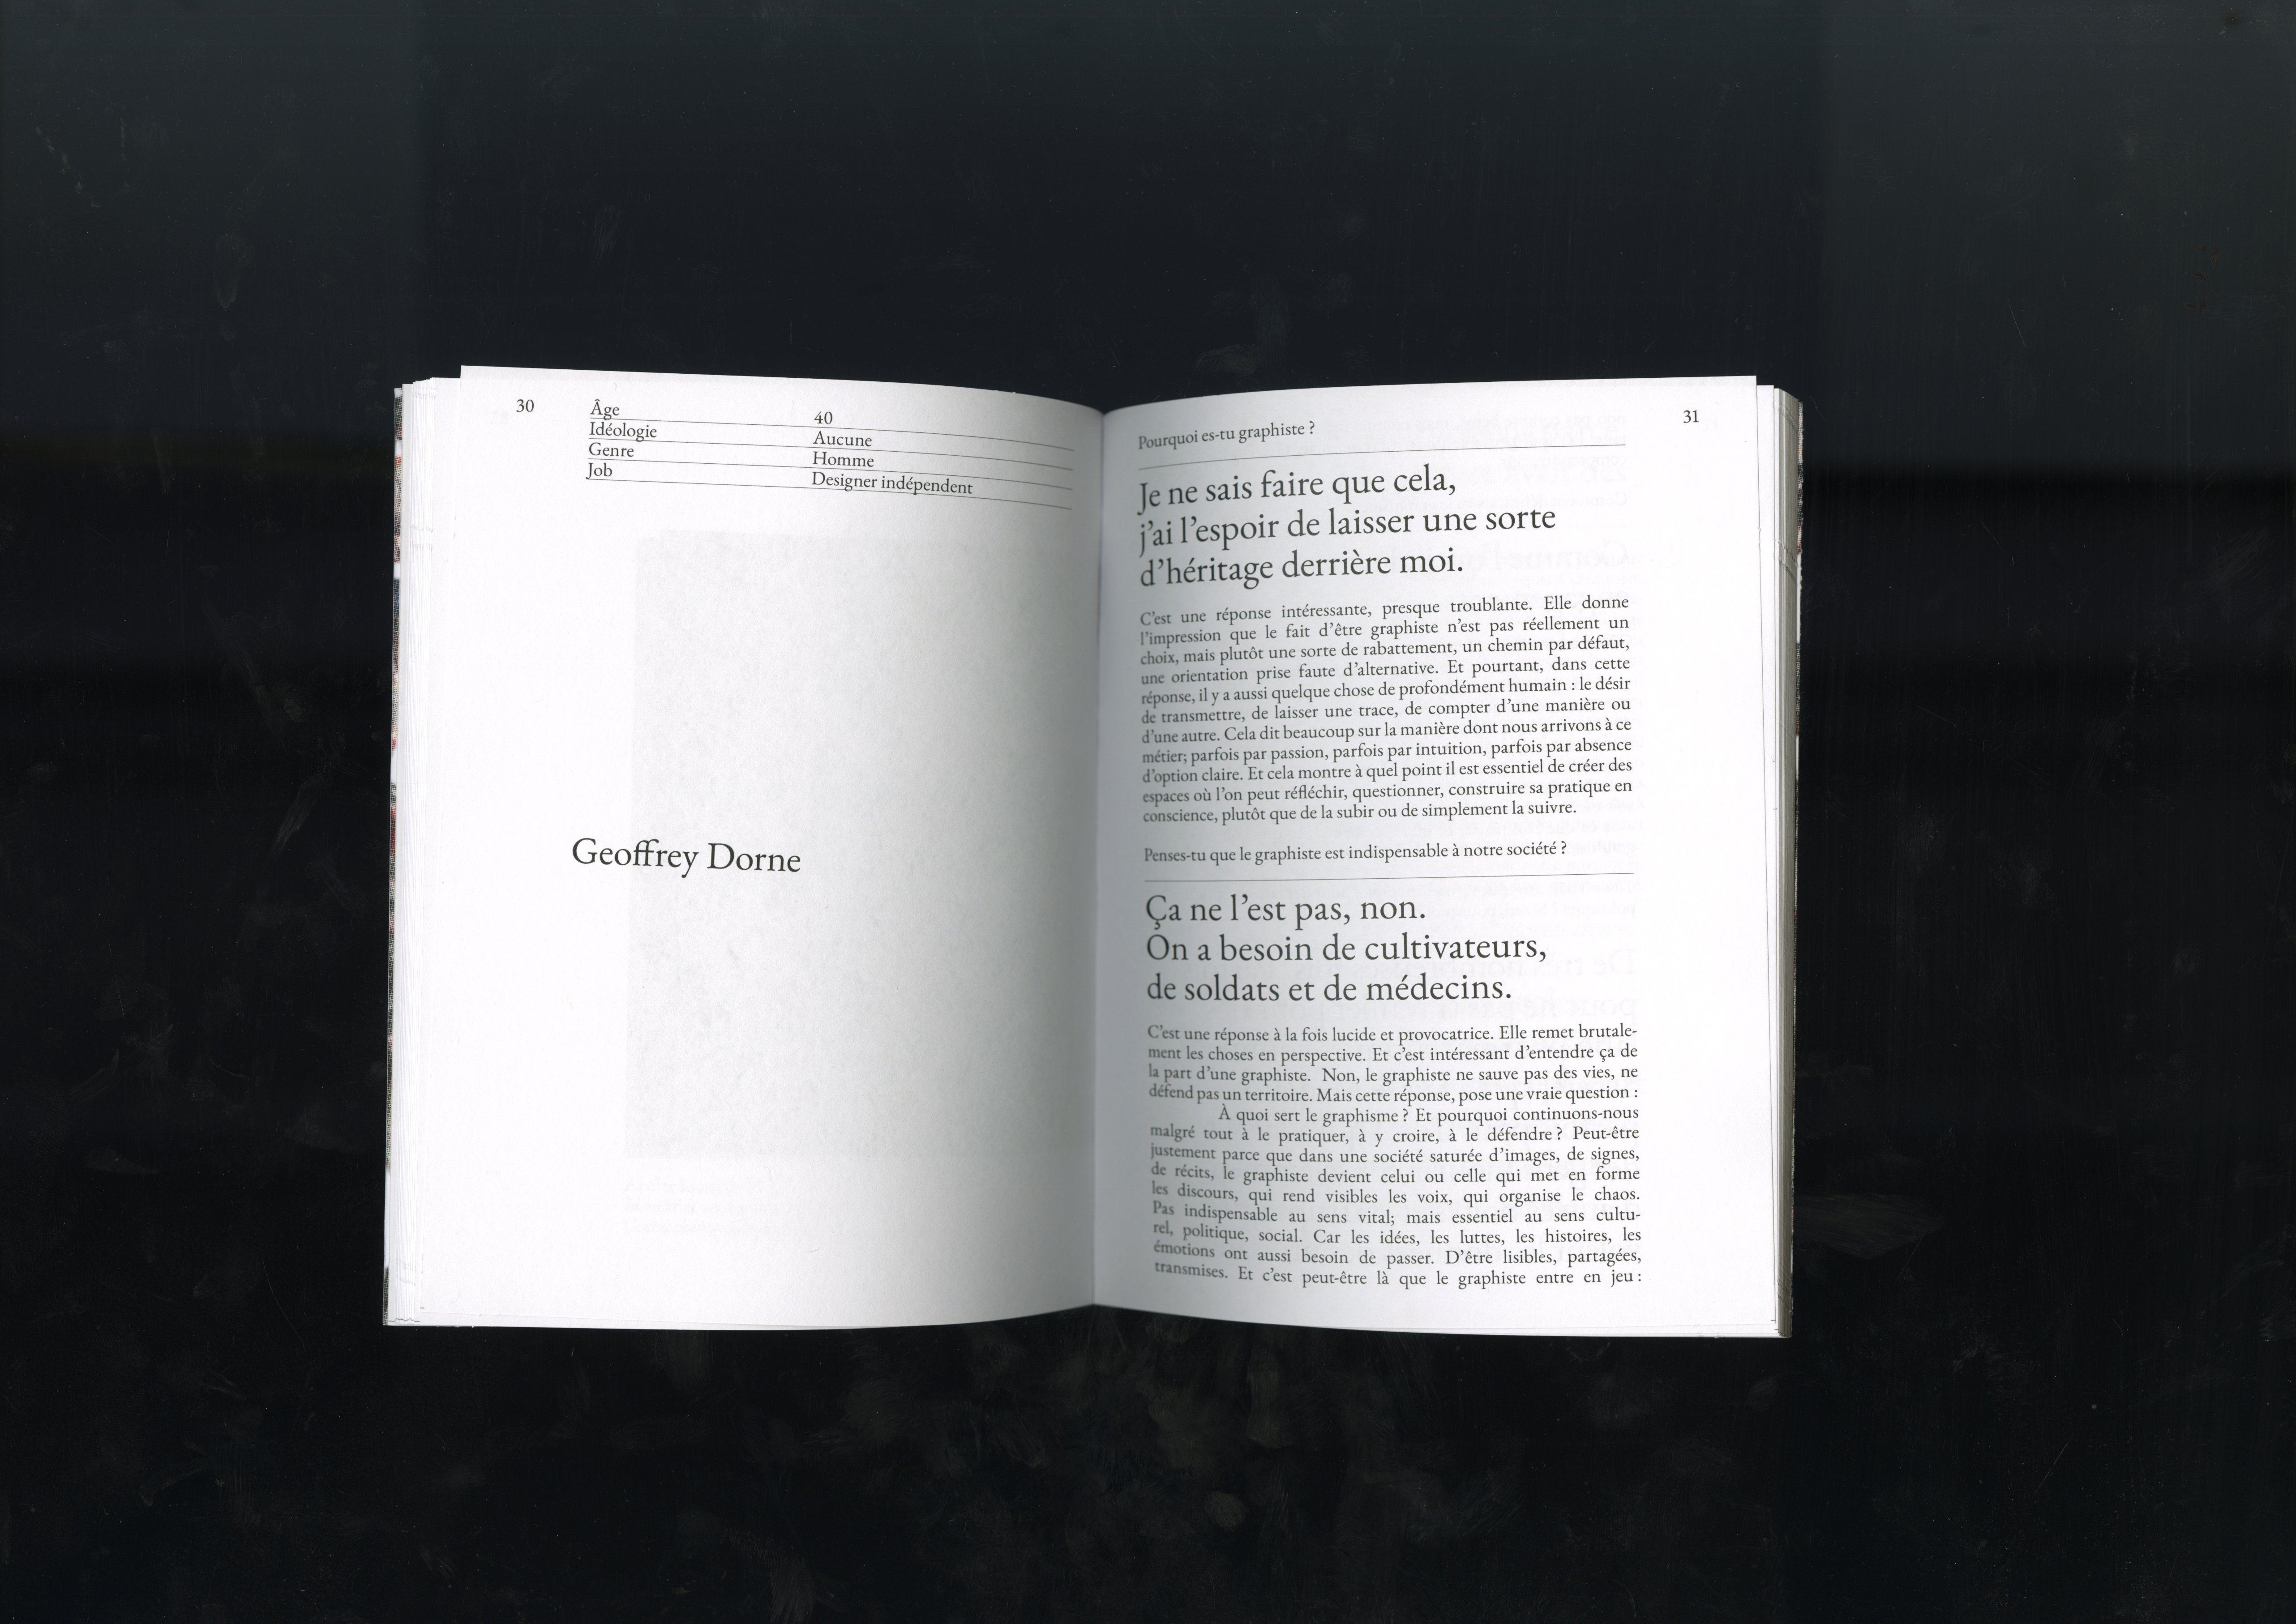 30
Âge 40
Idéologie Aucune
Genre Homme
Job Designer indépendent
Geoffrey Dorne
31
Pourquoi es-tu graphiste ?
Je ne sais faire que cela,
j'ai l'espoir de laisser une sorte
d'héritage derrière moi.
C'est une réponse intéressante, presque troublante. Elle donne
l'impression que le fait d'être graphiste n'est pas réellement un
choix, mais plutôt une sorte de rabattement, un chemin par défaut,
une orientation prise faute d'alternative. Et pourtant, dans cette
réponse, il y a aussi quelque chose de profondément humain : le désir
de transmettre, de laisser une trace, de compter d'une manière ou
d'une autre. Cela dit beaucoup sur la manière dont nous arrivons à ce
métier; parfois par passion, parfois par intuition, parfois par absence
d'option claire. Et cela montre à quel point il est essentiel de créer des
espaces où l'on peut réfléchir, questionner, construire sa pratique en
conscience, plutôt que de la subir ou de simplement la suivre.
Penses-tu que le graphiste est indispensable à notre société ?
Ça ne l'est pas, non.
On a besoin de cultivateurs,
de soldats et de médecins.
C'est une réponse à la fois lucide et provocatrice. Elle remet brutale-
ment les choses en perspective. Et c'est intéressant d'entendre ça de
la part d'une graphiste. Non, le graphiste ne sauve pas des vies, ne
défend pas un territoire. Mais cette réponse, pose une vraie question :
À quoi sert le graphisme ? Et pourquoi continuons-nous
malgré tout à le pratiquer, à y croire, à le défendre ? Peut-être
justement parce que dans une société saturée d'images, de signes,
de récits, le graphiste devient celui ou celle qui met en forme
les discours, qui rend visibles les voix, qui organise le chaos.
Pas indispensable au sens vital; mais essentiel au sens cultu-
rel, politique, social. Car les idées, les luttes, les histoires, les
émotions ont aussi besoin de passer. D'être lisibles, partagées,
transmises. Et c'est peut-être là que le graphiste entre en jeu :